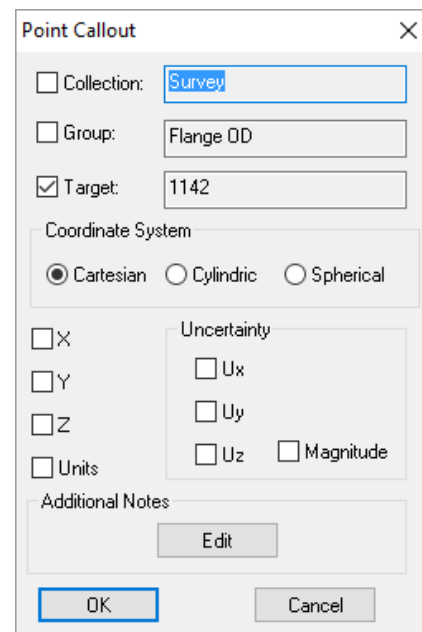 Point Callout
Collection: Survey
Group: Flange OD
Target: 1142
Coordinate System
Cartesian Cylindric Spherical
X
Y
Z
Units
Uncertainty
Ux
Uy
Uz Magnitude
Additional Notes
Edit
OK Cancel